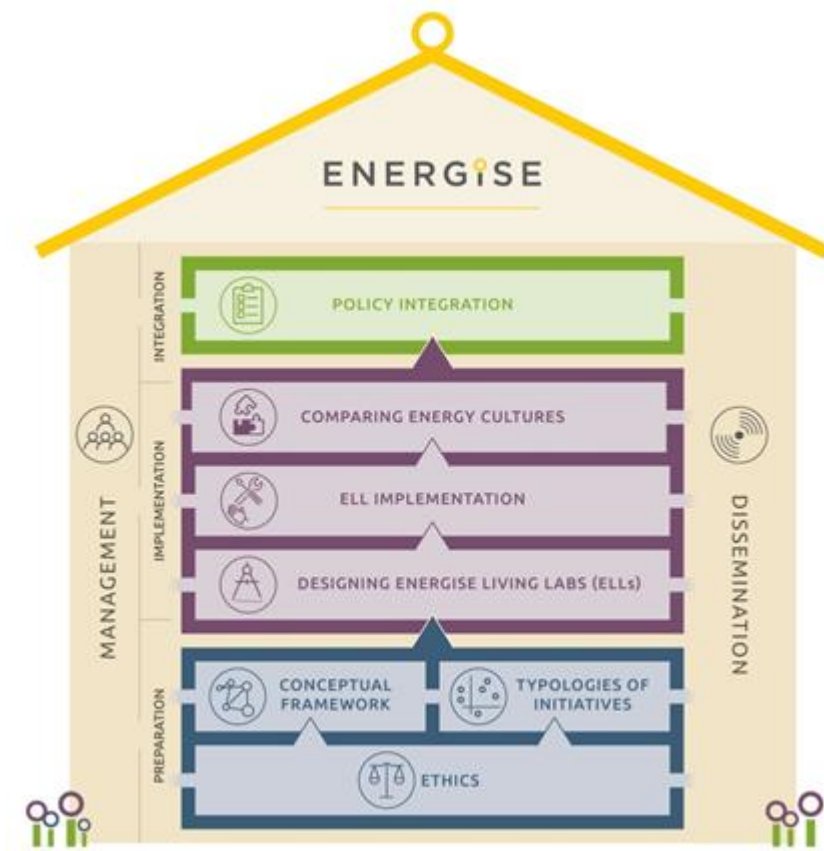 ENERGISE
INTEGRATION
POLICY INTEGRATION
IMPLEMENTATION
COMPARING ENERGY CULTURES
ELL IMPLEMENTATION
DESIGNING ENERGISE LIVING LABS (ELLs)
MANAGEMENT
DISSEMINATION
PREPARATION
CONCEPTUAL
FRAMEWORK
TYPOLOGIES OF
INITIATIVES
ETHICS